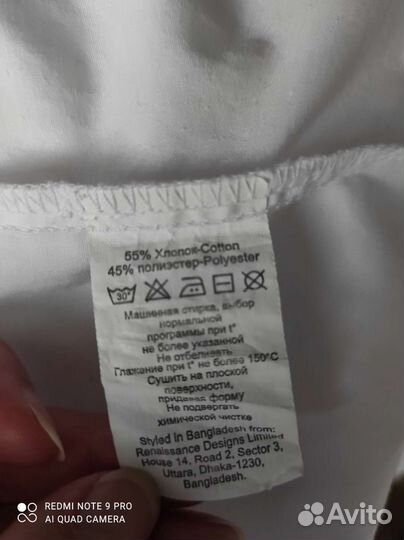 55% Хлопок-Cotton
45% полиэстер-Polyester
30°
Машинная стирка, выбор
нормальной
программы при t°
не более указанной
Не отбеливать
Глажение при t° не более 150°C
Сушить на плоской
поверхности,
придавая форму
Не подвергать
химической чистке
Styled In Bangladesh from:
Renaissance Designs Limited
House 14, Road 2, Sector 3,
Uttara, Dhaka-1230,
Bangladesh.
REDMI NOTE 9 PRO
AI QUAD CAMERA
Avito